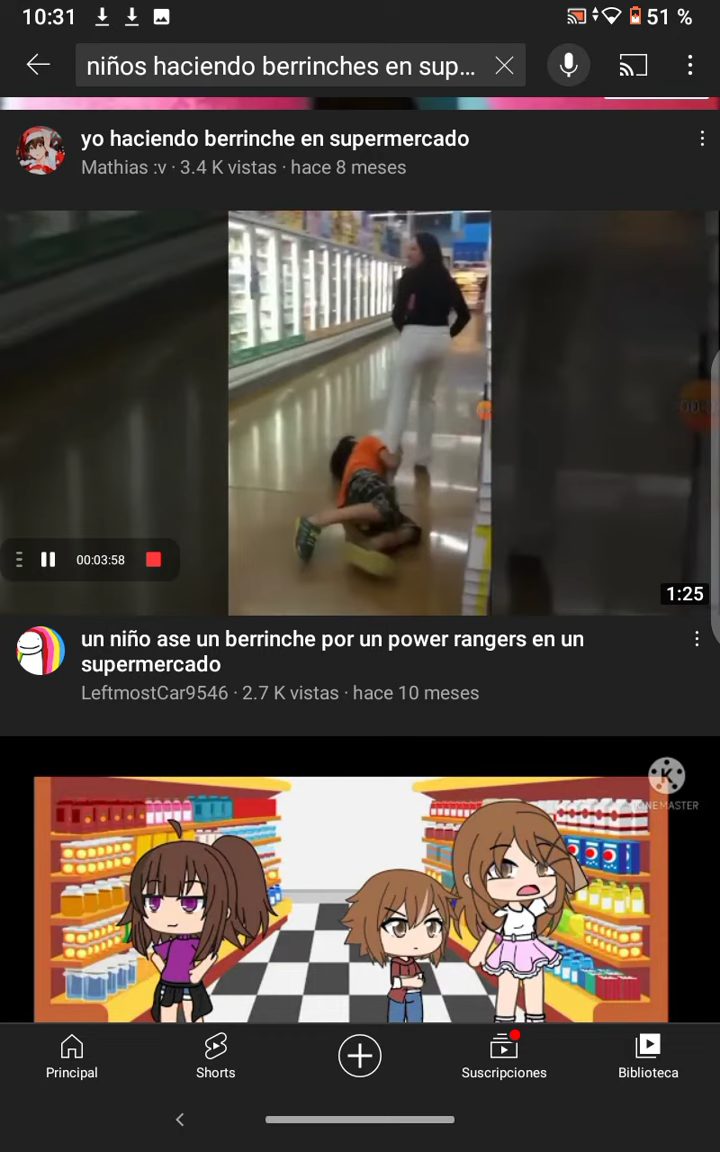 10:31
51 %
niños haciendo berrinches en sup...
yo haciendo berrinche en supermercado
Mathias :v · 3.4 K vistas · hace 8 meses
00:03:58
1:25
un niño ase un berrinche por un power rangers en un
supermercado
LeftmostCar9546 · 2.7 K vistas · hace 10 meses
K
KINEMASTER
Principal
Shorts
Suscripciones
Biblioteca